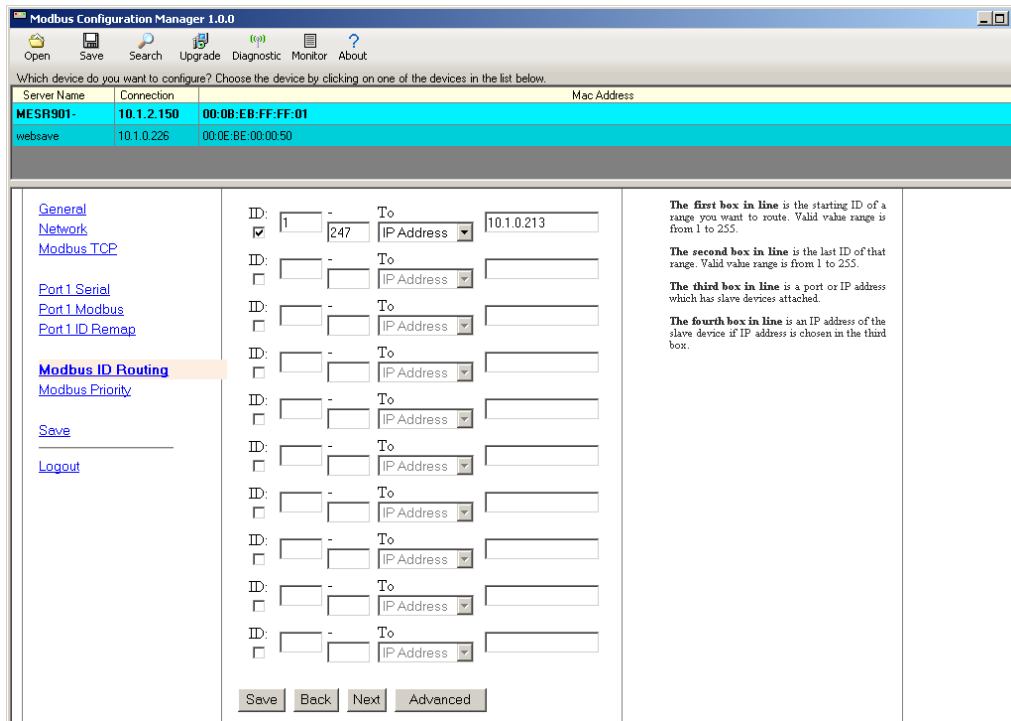 Modbus Configuration Manager 1.0.0
Open Save Search Upgrade Diagnostic Monitor About
Which device do you want to configure? Choose the device by clicking on one of the devices in the list below.
Server Name Connection Mac Address
MESR901- 10.1.2.150 00:0B:EB:FF:FF:01
websave 10.1.0.226 00:0E:BE:00:00:50
General
Network
Modbus TCP
Port1 Serial
Port1 Modbus
Port1 ID Remap
Modbus ID Routing
Modbus Priority
Save
Logout
ID: 1 - 247 To IP Address 10.1.0.213
ID: - To IP Address
ID: - To IP Address
ID: - To IP Address
ID: - To IP Address
ID: - To IP Address
ID: - To IP Address
ID: - To IP Address
ID: - To IP Address
ID: - To IP Address
Save Back Next Advanced
The first box in line is the starting ID of a
range you want to route. Valid value range is
from 1 to 255.
The second box in line is the last ID of that
range. Valid value range is from 1 to 255.
The third box in line is a port or IP address
which has slave devices attached.
The fourth box in line is an IP address of the
slave device if IP address is chosen in the third
box.